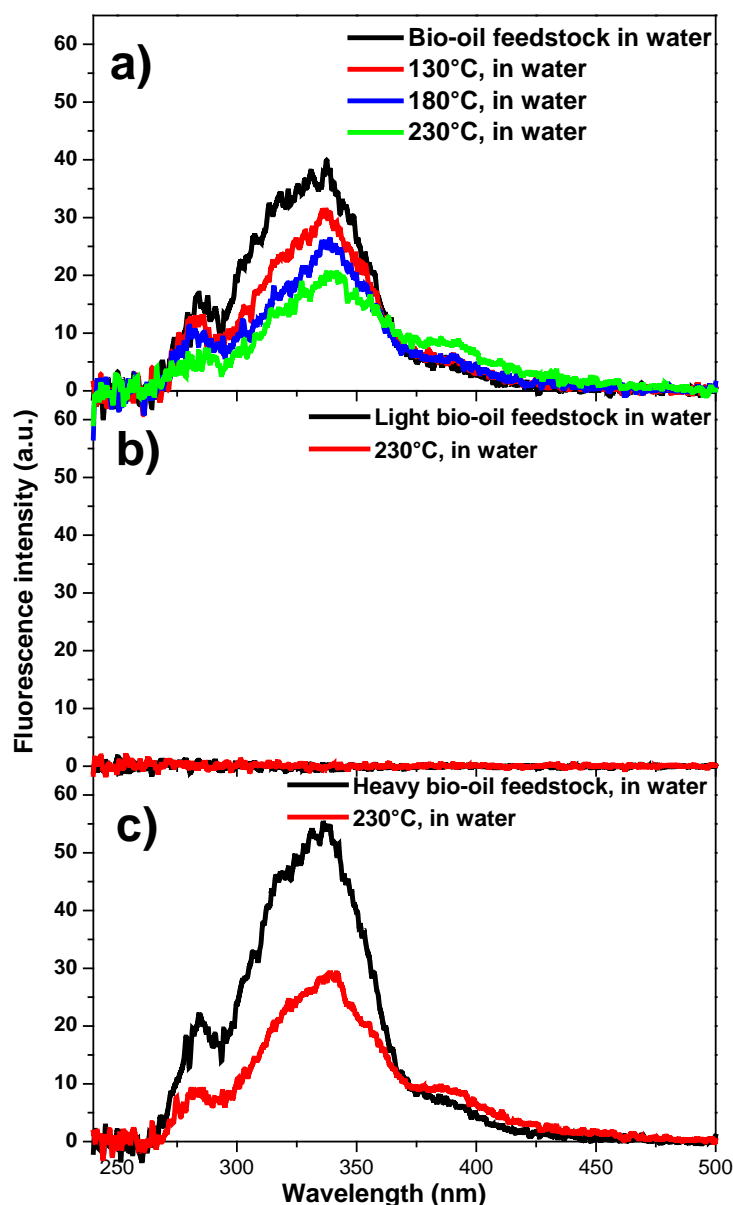 60
50
40
30
20
10
0
a)
Bio-oil feedstock in water
130°C, in water
180°C, in water
230°C, in water
60
50
40
30
20
10
0
b)
Light bio-oil feedstock in water
230°C, in water
60
50
40
30
20
10
0
c)
Heavy bio-oil feedstock, in water
230°C, in water
Fluorescence intensity (a.u.)
250 300 350 400 450 500
Wavelength (nm)